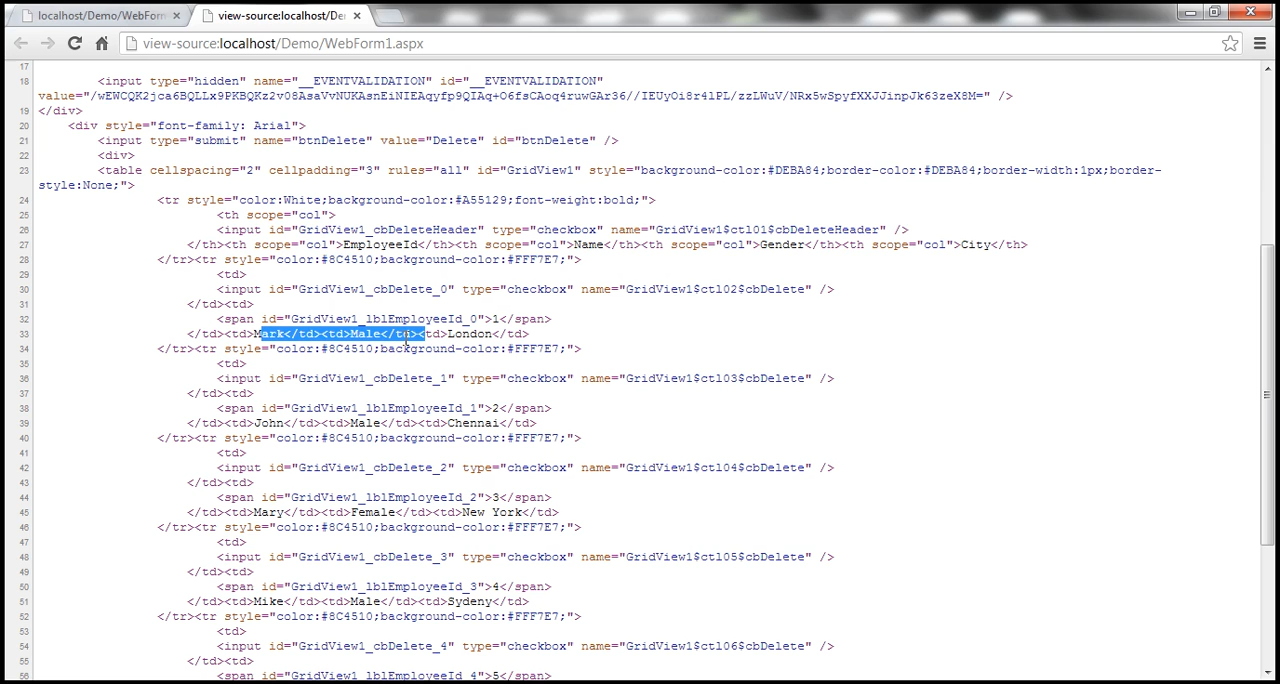 localhost/Demo/WebForm
view-source:localhost/De
view-source:localhost/Demo/WebForm1.aspx
17
18 <input type="hidden" name="__EVENTVALIDATION" id="__EVENTVALIDATION"
19 </div>
20 <div style="font-family: Arial">
21 <input type="submit" name="btnDelete" value="Delete" id="btnDelete" />
22 <div>
23 <table cellspacing="2" cellpadding="3" rules="all" id="GridView1" style="background-color:#DEBA84;border-color:#DEBA84;border-width:1px;border-
style:None;">
24 <tr style="color:White;background-color:#A55129;font-weight:bold;">
25 <th scope="col">
26 <input id="GridView1_cbDeleteHeader" type="checkbox" name="GridView1$ctl01$cbDeleteHeader" />
27 </th><th scope="col">EmployeeId</th><th scope="col">Name</th><th scope="col">Gender</th><th scope="col">City</th>
28 </tr><tr style="color:#8C4510;background-color:#FFF7E7;">
29 <td>
30 <input id="GridView1_cbDelete_0" type="checkbox" name="GridView1$ctl02$cbDelete" />
31 </td><td>
32 <span id="GridView1_lblEmployeeId_0">1</span>
33 </td><td>Mark</td><td>Male</td><td>London</td>
34 </tr><tr style="color:#8C4510;background-color:#FFF7E7;">
35 <td>
36 <input id="GridView1_cbDelete_1" type="checkbox" name="GridView1$ctl03$cbDelete" />
37 </td><td>
38 <span id="GridView1_lblEmployeeId_1">2</span>
39 </td><td>John</td><td>Male</td><td>Chennai</td>
40 </tr><tr style="color:#8C4510;background-color:#FFF7E7;">
41 <td>
42 <input id="GridView1_cbDelete_2" type="checkbox" name="GridView1$ctl04$cbDelete" />
43 </td><td>
44 <span id="GridView1_lblEmployeeId_2">3</span>
45 </td><td>Mary</td><td>Female</td><td>New York</td>
46 </tr><tr style="color:#8C4510;background-color:#FFF7E7;">
47 <td>
48 <input id="GridView1_cbDelete_3" type="checkbox" name="GridView1$ctl05$cbDelete" />
49 </td><td>
50 <span id="GridView1_lblEmployeeId_3">4</span>
51 </td><td>Mike</td><td>Male</td><td>Sydeny</td>
52 </tr><tr style="color:#8C4510;background-color:#FFF7E7;">
53 <td>
54 <input id="GridView1_cbDelete_4" type="checkbox" name="GridView1$ctl06$cbDelete" />
55 </td><td>
56 <span id="GridView1_lblEmployeeId_4">5</span>